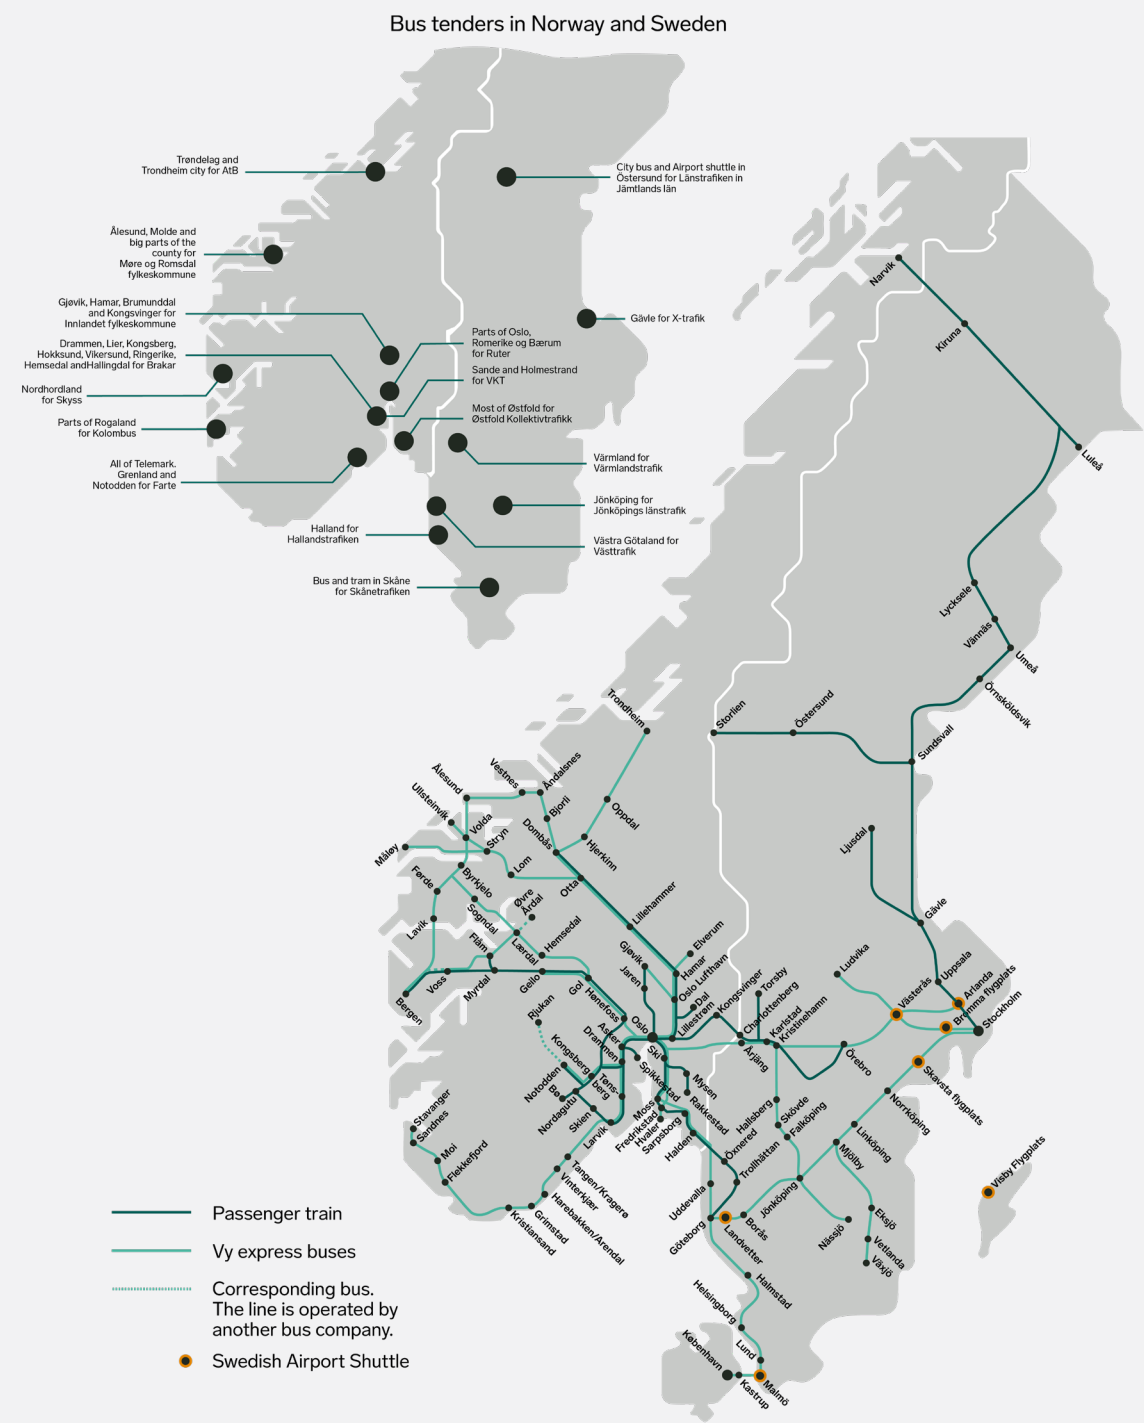 Bus tenders in Norway and Sweden
Trøndelag and
Trondheim city for AtB
City bus and Airport shuttle in
Östersund for Länstrafiken in
Jämtlands län
Ålesund, Molde and
big parts of the
county for
Møre og Romsdal
fylkeskommune
Gjøvik, Hamar, Brumunddal
and Kongsvinger for
Innlandet fylkeskommune
Gävle for X-trafik
Drammen, Lier, Kongsberg,
Hokksund, Vikersund, Ringerike,
Hemsedal andHallingdal for Brakar
Parts of Oslo,
Romerike og Bærum
for Ruter
Sande and Holmestrand
for VKT
Nordhordland
for Skyss
Most of Østfold for
Østfold Kollektivtrafikk
Parts of Rogaland
for Kolombus
All of Telemark.
Grenland and
Notodden for Farte
Värmland for
Värmlandstrafik
Jönköping for
Jönköpings länstrafik
Halland for
Hallandstrafiken
Västra Götaland for
Västtrafik
Bus and tram in Skåne
for Skånetrafiken
Narvik
Kiruna
Luleå
Lycksele
Vännäs
Umeå
Örnsköldsvik
Sundsvall
Storlien
Östersund
Trondheim
Oppdal
Hjerkinn
Ålesund
Vestnes
Åndalsnes
Bjorli
Dombås
Ullsteinvik
Volda
Stryn
Måløy
Lom
Otta
Førde
Byrkjelo
Sogndal
Øvre
Årdal
Lavik
Flåm
Lærdal
Hemsedal
Lillehammer
Ljusdal
Gävle
Elverum
Gjøvik
Hamar
Jaren
Oslo Lufthavn
Bergen
Voss
Myrdal
Geilo
Gol
Hønefoss
Dal
Kongsvinger
Torsby
Ludvika
Uppsala
Västerås
Arlanda
Bromma flygplats
Stockholm
Rjukan
Asker
Oslo
Lillestrøm
Charlottenberg
Karlstad
Kristinehamn
Drammen
Ski
Årjäng
Örebro
Kongsberg
Spikkestad
Mysen
Skavsta flygplats
Notodden
Bø
Tøns-
berg
Nordagutu
Moss
Rakkestad
Hallsberg
Skövde
Norrköping
Skien
Larvik
Fredrikstad
Hvaler
Sarpsborg
Halden
Falköping
Linköping
Stavanger
Sandnes
Moi
Flekkefjord
Öxnered
Trollhättan
Mjölby
Visby Flygplats
Tangen/Kragerø
Vinterkjær
Harebakken/Arendal
Grimstad
Kristiansand
Uddevalla
Jönköping
Göteborg
Landvetter
Borås
Nässjö
Eksjö
Vetlanda
Växjö
Halmstad
Helsingborg
Lund
København
Kastrup
Malmö
Passenger train
Vy express buses
Corresponding bus.
The line is operated by
another bus company.
Swedish Airport Shuttle